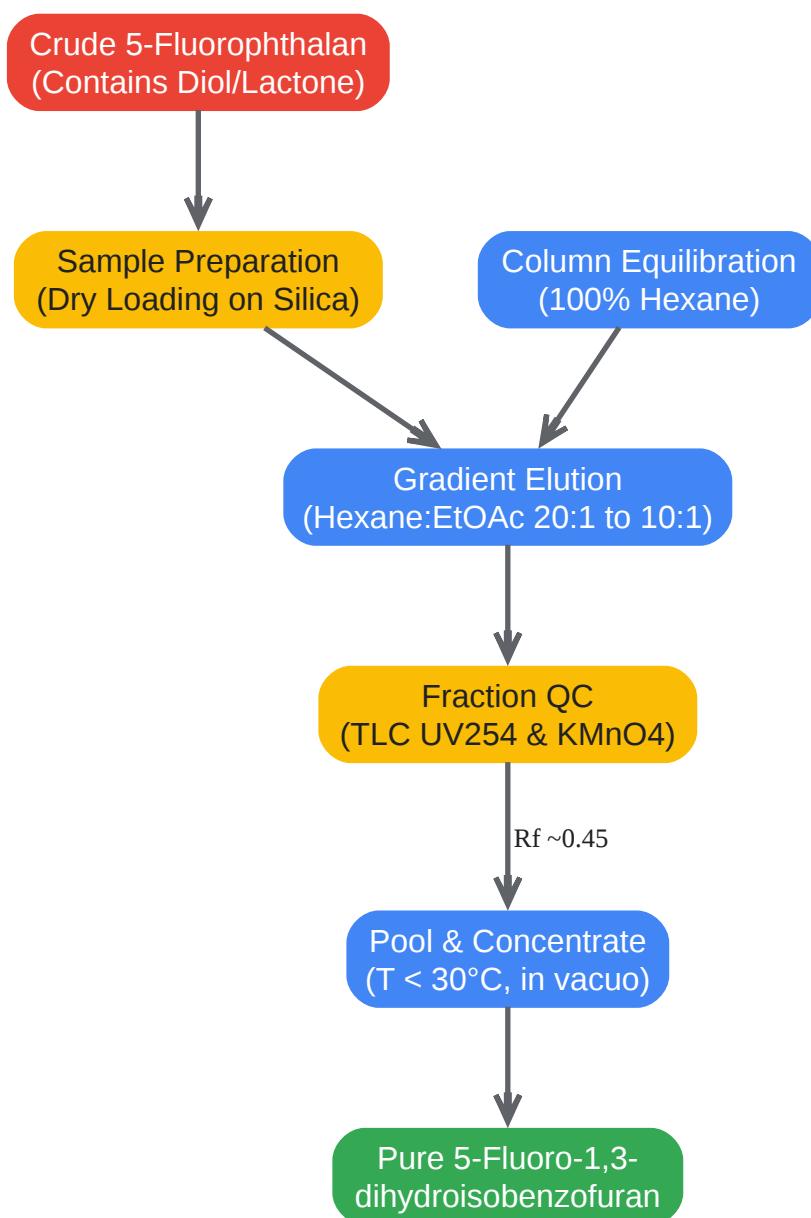 Crude 5-Fluorophthalan
(Contains Diol/Lactone)
Sample Preparation
(Dry Loading on Silica)
Column Equilibration
(100% Hexane)
Gradient Elution
(Hexane:EtOAc 20:1 to 10:1)
Fraction QC
(TLC UV254 & KMnO4)
Rf ~0.45
Pool & Concentrate
(T < 30°C, in vacuo)
Pure 5-Fluoro-1,3-
dihydroisobenzofuran